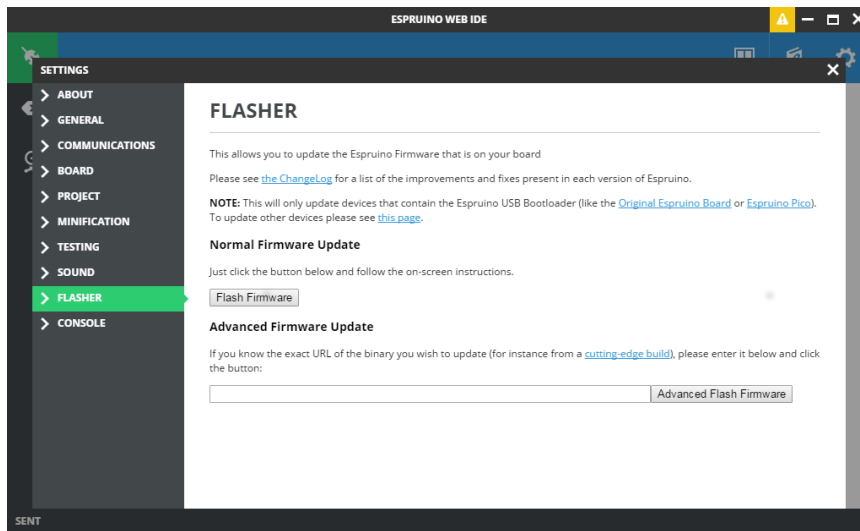 ESPRUINO WEB IDE
SETTINGS
ABOUT
GENERAL
COMMUNICATIONS
BOARD
PROJECT
MINIFICATION
TESTING
SOUND
FLASHER
CONSOLE
FLASHER
This allows you to update the Espruino Firmware that is on your board
Please see the ChangeLog for a list of the improvements and fixes present in each version of Espruino.
NOTE: This will only update devices that contain the Espruino USB Bootloader (like the Original Espruino Board or Espruino Pico).
To update other devices please see this page.
Normal Firmware Update
Just click the button below and follow the on-screen instructions.
Flash Firmware
Advanced Firmware Update
If you know the exact URL of the binary you wish to update (for instance from a cutting-edge build), please enter it below and click
the button:
Advanced Flash Firmware
SENT